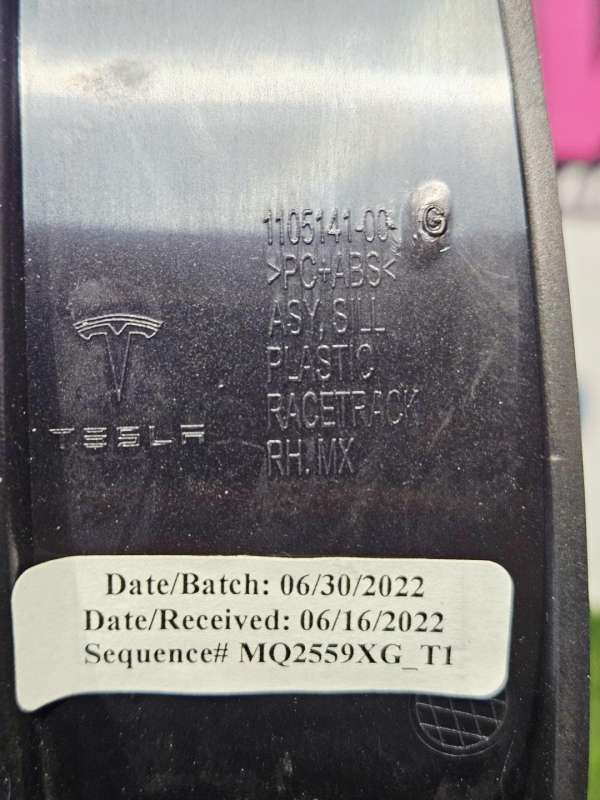 1105141-00-G
>PC+ABS<
ASY, SILL
PLASTIC
RACETRACK
RH. MX
TESLA
Date/Batch: 06/30/2022
Date/Received: 06/16/2022
Sequence# MQ2559XG_T1